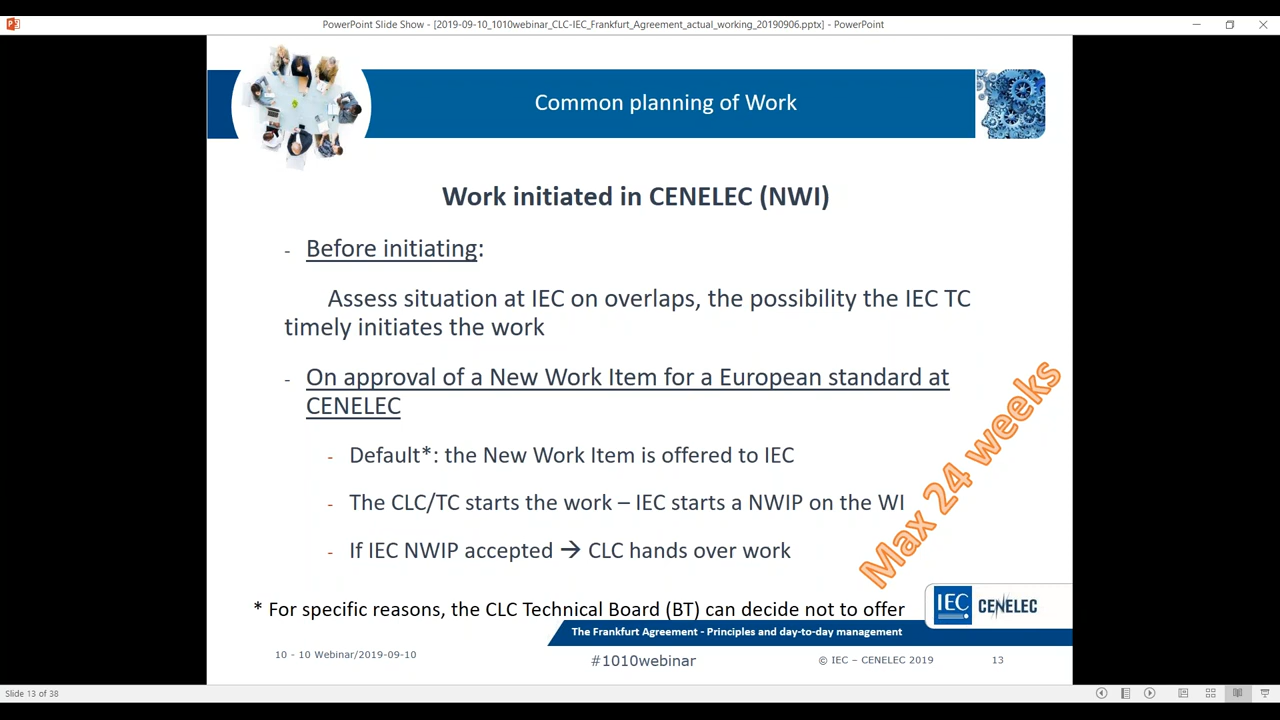 PowerPoint Slide Show - [2019-09-10_1010webinar_CLC-IEC_Frankfurt_Agreement_actual_working_20190906.pptx] - PowerPoint
Common planning of Work
Work initiated in CENELEC (NWI)
- Before initiating:
Assess situation at IEC on overlaps, the possibility the IEC TC
timely initiates the work
- On approval of a New Work Item for a European standard at
CENELEC
- Default*: the New Work Item is offered to IEC
- The CLC/TC starts the work – IEC starts a NWIP on the WI
- If IEC NWIP accepted → CLC hands over work
Max 24 weeks
* For specific reasons, the CLC Technical Board (BT) can decide not to offer
IEC CENELEC
The Frankfurt Agreement - Principles and day-to-day management
10 - 10 Webinar/2019-09-10
#1010webinar
© IEC – CENELEC 2019
13
Slide 13 of 38